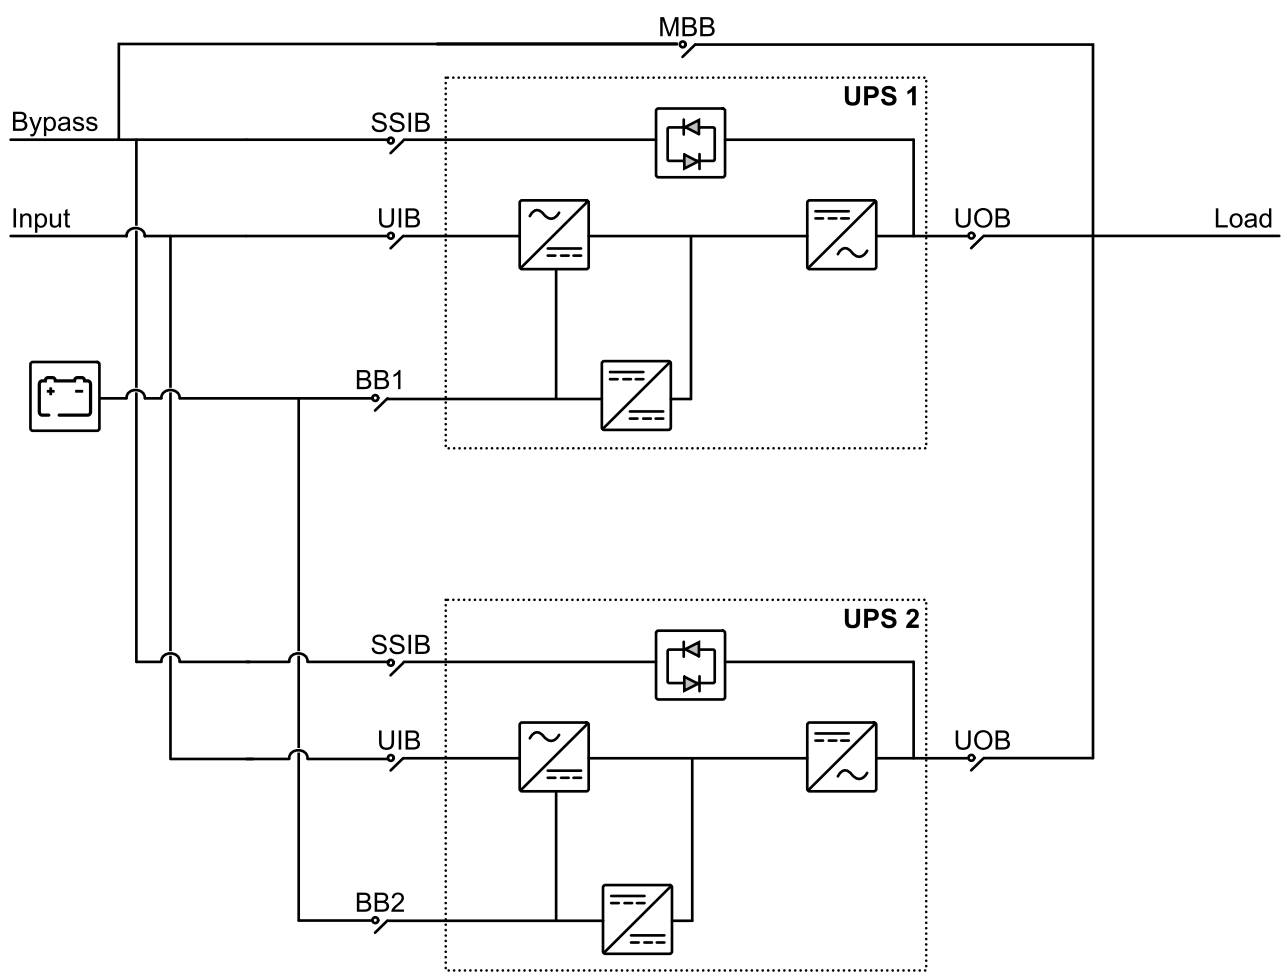 MBB
UPS 1
Bypass
SSIB
Input
UIB
UOB
Load
BB1
+ -
UPS 2
SSIB
UIB
UOB
BB2